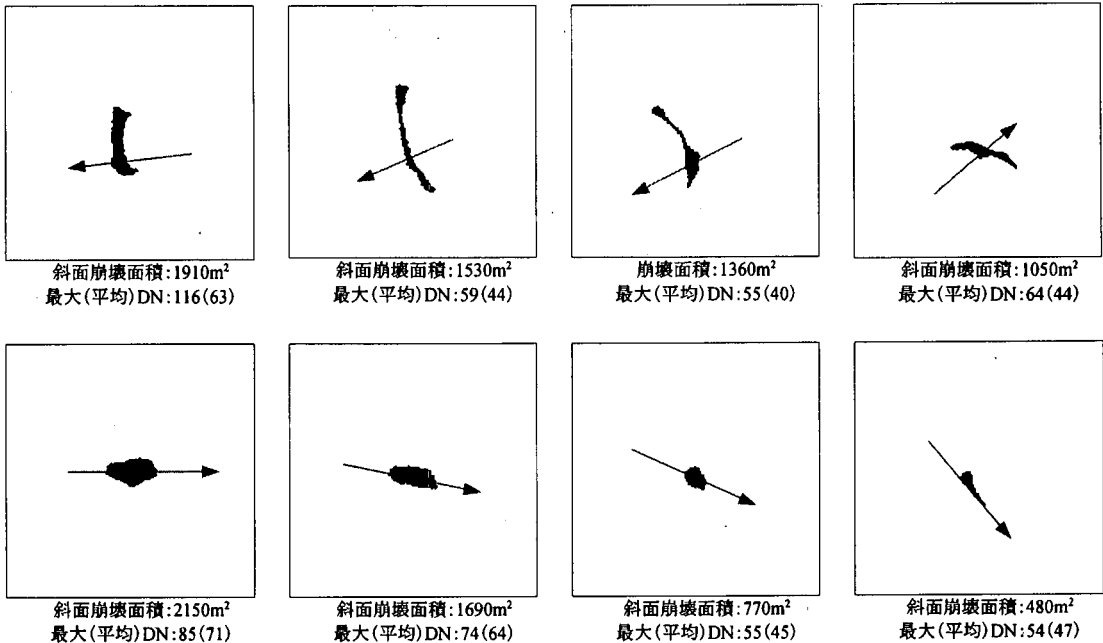 斜面崩壊面積:1910m²
最大(平均)DN:116(63)
斜面崩壊面積:1530m²
最大(平均)DN:59(44)
崩壊面積:1360m²
最大(平均)DN:55(40)
斜面崩壊面積:1050m²
最大(平均)DN:64(44)
斜面崩壊面積:2150m²
最大(平均)DN:85(71)
斜面崩壊面積:1690m²
最大(平均)DN:74(64)
斜面崩壊面積:770m²
最大(平均)DN:55(45)
斜面崩壊面積:480m²
最大(平均)DN:54(47)